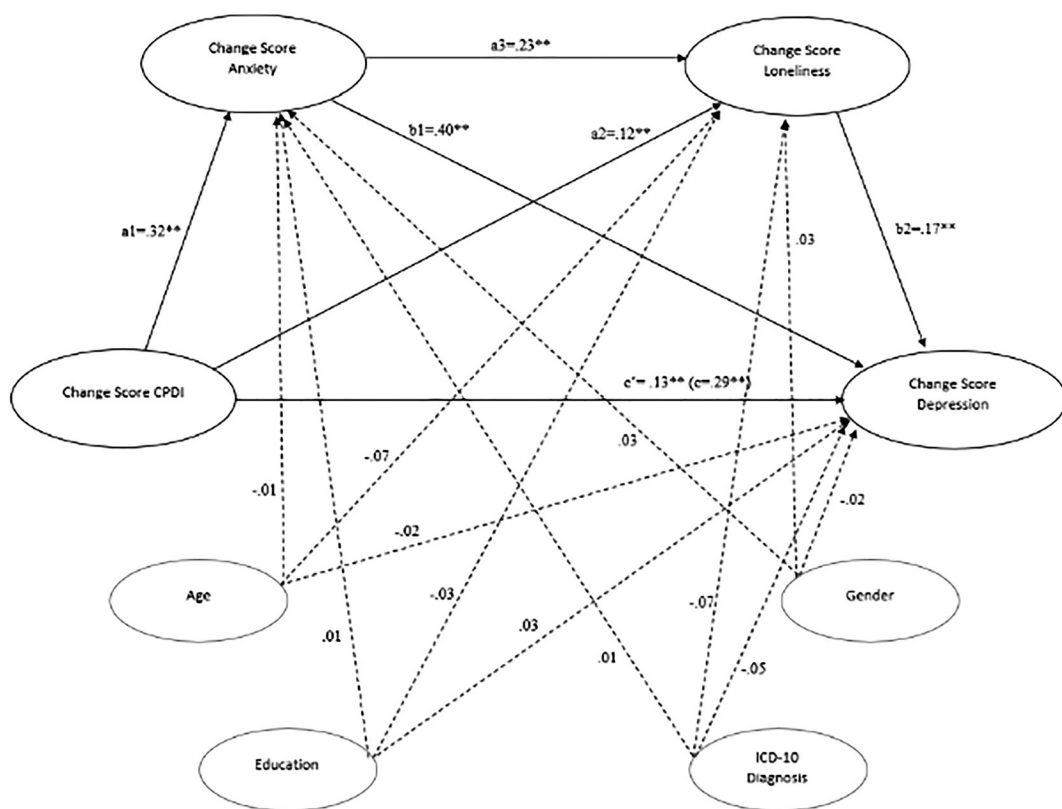 Change Score
Anxiety
a3=.23**
Change Score
Loneliness
b1=.40**
a2=.12**
a1=.32**
.03
b2=.17**
Change Score CPDI
c'= .13** (c=.29**)
Change Score
Depression
-.07
.03
-.01
-.02
-.02
Age
Gender
-.03
-.07
.01
.03
.01
-.05
Education
ICD-10
Diagnosis